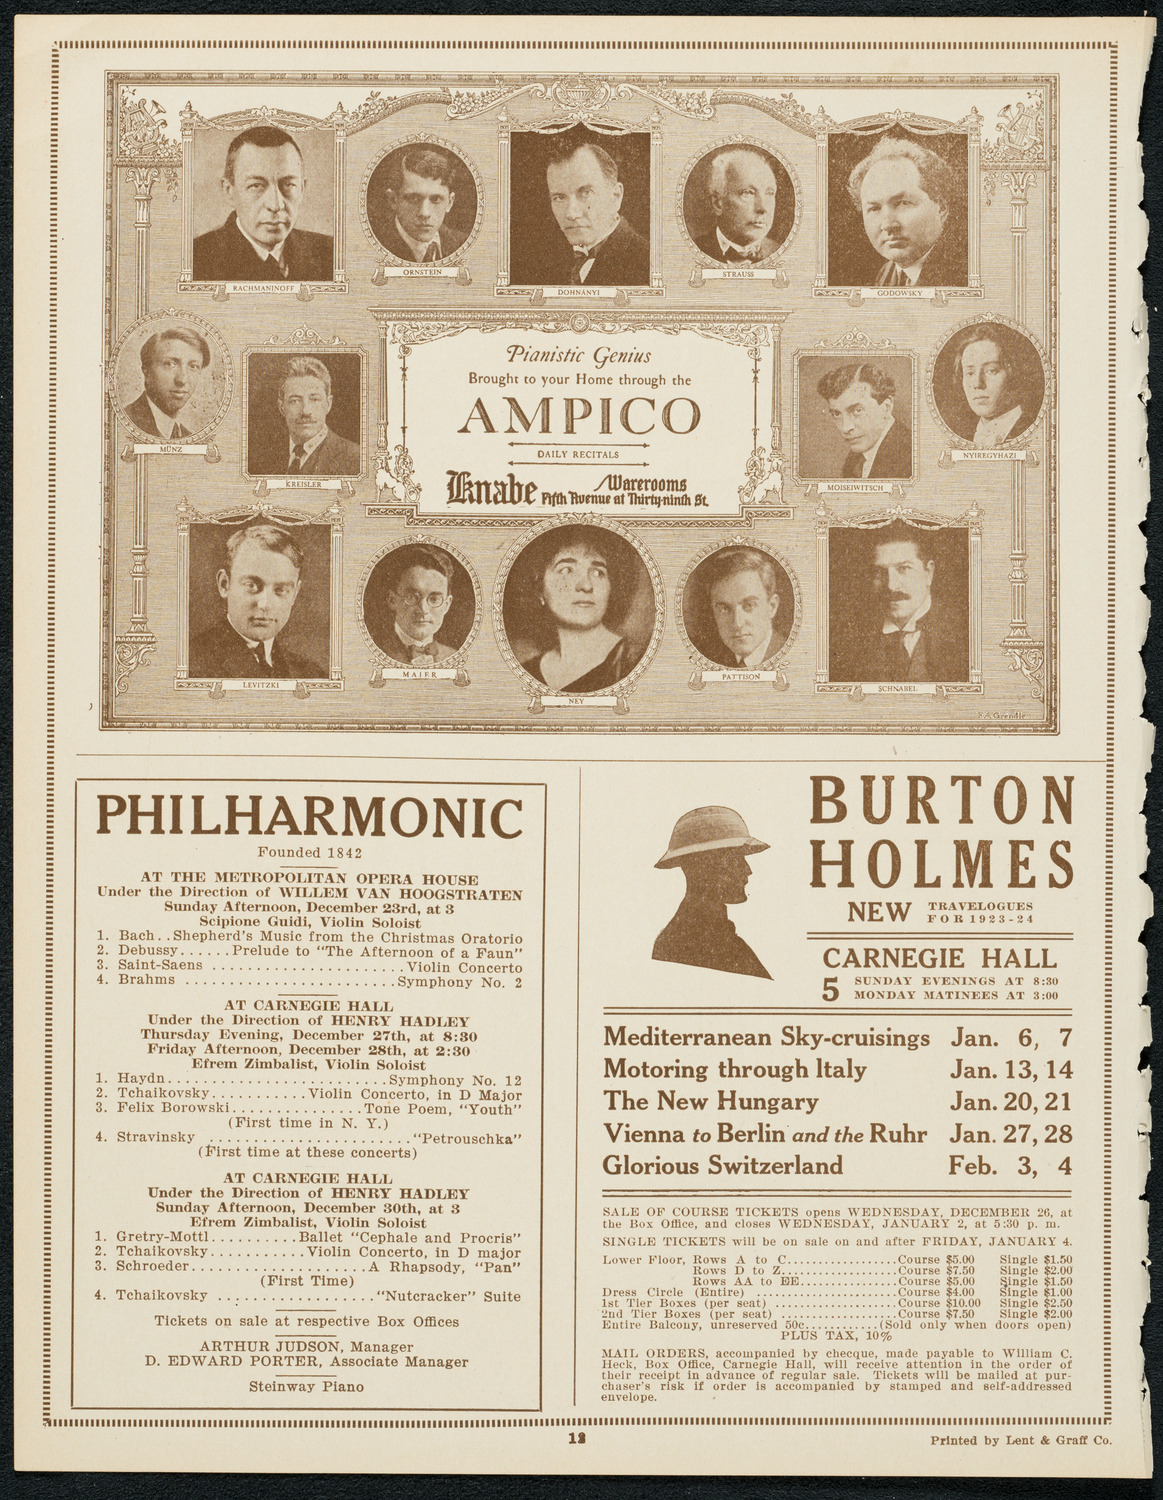 RACHMANINOFF
ORNSTEIN
DOHNÁNYI
STRAUSS
GODOWSKY
MÜNZ
KREISLER
Pianistic Genius
Brought to your Home through the
AMPICO
DAILY RECITALS
Knabe Warerooms
Fifth Avenue at Thirty-ninth St.
MOISEIWITSCH
NYIREGYHAZI
LEVITZKI
MAIER
NEY
PATTISON
SCHNABEL
PHILHARMONIC
Founded 1842
AT THE METROPOLITAN OPERA HOUSE
Under the Direction of WILLEM VAN HOOGSTRATEN
Sunday Afternoon, December 23rd, at 3
Scipione Guidi, Violin Soloist
1. Bach..Shepherd's Music from the Christmas Oratorio
2. Debussy......Prelude to "The Afternoon of a Faun"
3. Saint-Saens ......................Violin Concerto
4. Brahms ........................Symphony No. 2
AT CARNEGIE HALL
Under the Direction of HENRY HADLEY
Thursday Evening, December 27th, at 8:30
Friday Afternoon, December 28th, at 2:30
Efrem Zimbalist, Violin Soloist
1. Haydn.........................Symphony No. 12
2. Tchaikovsky...........Violin Concerto, in D Major
3. Felix Borowski...............Tone Poem, "Youth"
(First time in N. Y.)
4. Stravinsky ......................."Petrouschka"
(First time at these concerts)
AT CARNEGIE HALL
Under the Direction of HENRY HADLEY
Sunday Afternoon, December 30th, at 3
Efrem Zimbalist, Violin Soloist
1. Gretry-Mottl..........Ballet "Cephale and Procris"
2. Tchaikovsky...........Violin Concerto, in D major
3. Schroeder....................A Rhapsody, "Pan"
(First Time)
4. Tchaikovsky .................."Nutcracker" Suite
Tickets on sale at respective Box Offices
ARTHUR JUDSON, Manager
D. EDWARD PORTER, Associate Manager
Steinway Piano
BURTON
HOLMES
NEW TRAVELOGUES
FOR 1923-24
CARNEGIE HALL
5 SUNDAY EVENINGS AT 8:30
MONDAY MATINEES AT 3:00
Mediterranean Sky-cruisings Jan. 6, 7
Motoring through Italy Jan. 13, 14
The New Hungary Jan. 20, 21
Vienna to Berlin and the Ruhr Jan. 27, 28
Glorious Switzerland Feb. 3, 4
SALE OF COURSE TICKETS opens WEDNESDAY, DECEMBER 26, at
the Box Office, and closes WEDNESDAY, JANUARY 2, at 5:30 p. m.
SINGLE TICKETS will be on sale on and after FRIDAY, JANUARY 4.
Lower Floor, Rows A to C.................Course $5.00 Single $1.50
Rows D to Z.................Course $7.50 Single $2.00
Rows AA to EE..............Course $5.00 Single $1.50
Dress Circle (Entire) ....................Course $4.00 Single $1.00
1st Tier Boxes (per seat) .................Course $10.00 Single $2.50
2nd Tier Boxes (per seat) .................Course $7.50 Single $2.00
Entire Balcony, unreserved 50c...........(Sold only when doors open)
PLUS TAX, 10%
MAIL ORDERS, accompanied by checque, made payable to William C.
Heck, Box Office, Carnegie Hall, will receive attention in the order of
their receipt in advance of regular sale. Tickets will be mailed at pur-
chaser's risk if order is accompanied by stamped and self-addressed
envelope.
Printed by Lent & Graff Co.